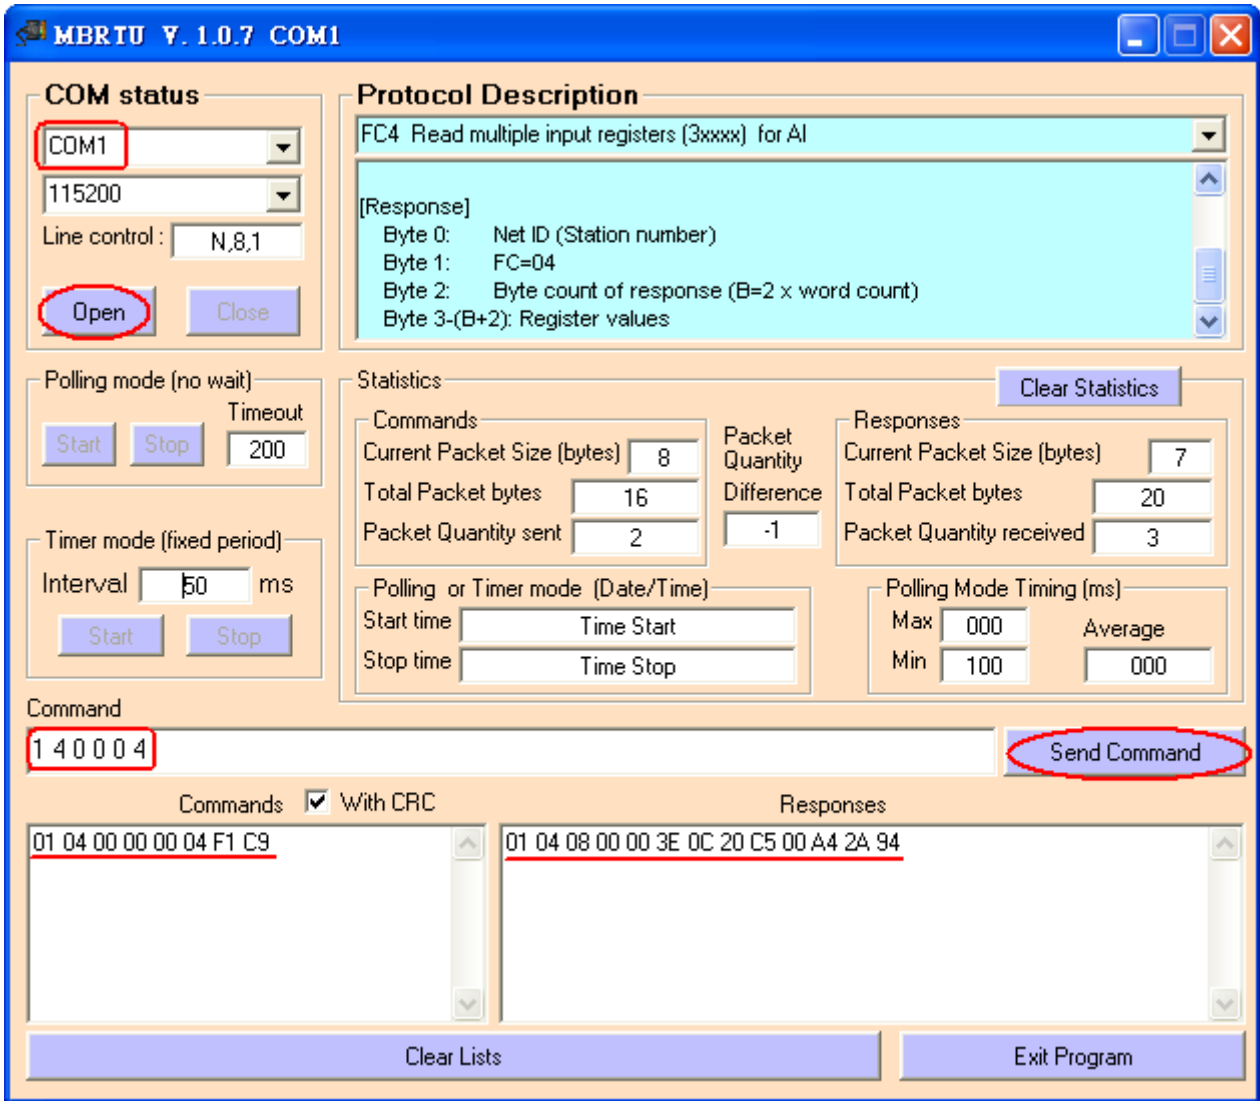 MBRTU V. 1.0.7 COM1
COM status
COM1
115200
Line control : N,8,1
Open Close
Protocol Description
FC4 Read multiple input registers (3xxxx) for AI
[Response]
Byte 0: Net ID (Station number)
Byte 1: FC=04
Byte 2: Byte count of response (B=2 x word count)
Byte 3-(B+2): Register values
Polling mode (no wait)
Timeout
Start Stop 200
Timer mode (fixed period)
Interval 50 ms
Start Stop
Statistics
Clear Statistics
Commands
Current Packet Size (bytes) 8
Total Packet bytes 16
Packet Quantity sent 2
Packet
Quantity
Difference
-1
Responses
Current Packet Size (bytes) 7
Total Packet bytes 20
Packet Quantity received 3
Polling or Timer mode (Date/Time)
Start time Time Start
Stop time Time Stop
Polling Mode Timing (ms)
Max 000 Average
Min 100 000
Command
1 4 0 0 0 4 Send Command
Commands With CRC Responses
01 04 00 00 00 04 F1 C9
01 04 08 00 00 3E 0C 20 C5 00 A4 2A 94
Clear Lists Exit Program